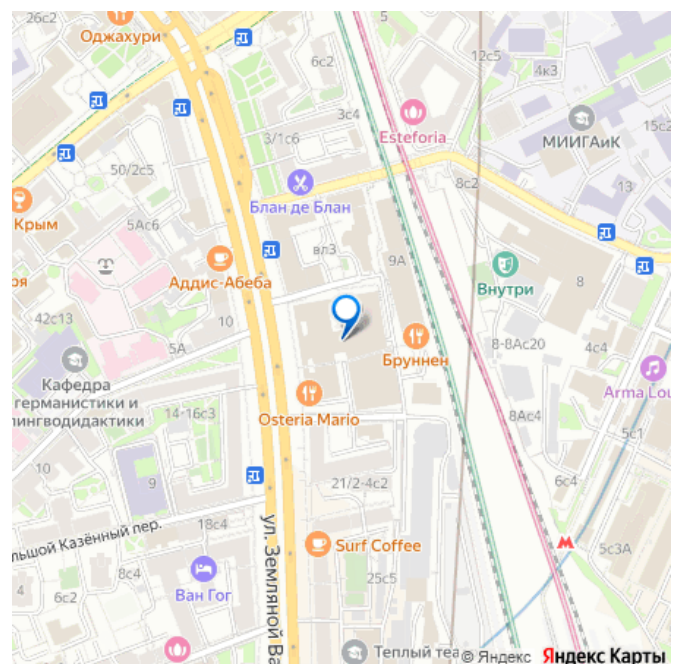 26с2
Оджахури
6с2
12с5
4к3
3с4
Esteforia
МИИГАиК
15с2
3/1с6
50/2с5
8с2
13
Крым
Блан де Блан
5Ас6
вл3
9А
Аддис-Абеба
Внутри
8
42с13
10
5А
8-8Ас20
4с4
Бруннен
Кафедра
германистики и
лингводидактики
Arma Lou
14-16с3
Osteria Mario
8Ас4
5с1
10
9
21/2-4с2
6с4
льшой Казённый пер.
18с4
ул. Земляной Ва
Surf Coffee
5с3А
8с4
4
6с2
Ван Гог
25с5
Теплый теа
© Яндекс Яндекс Карты